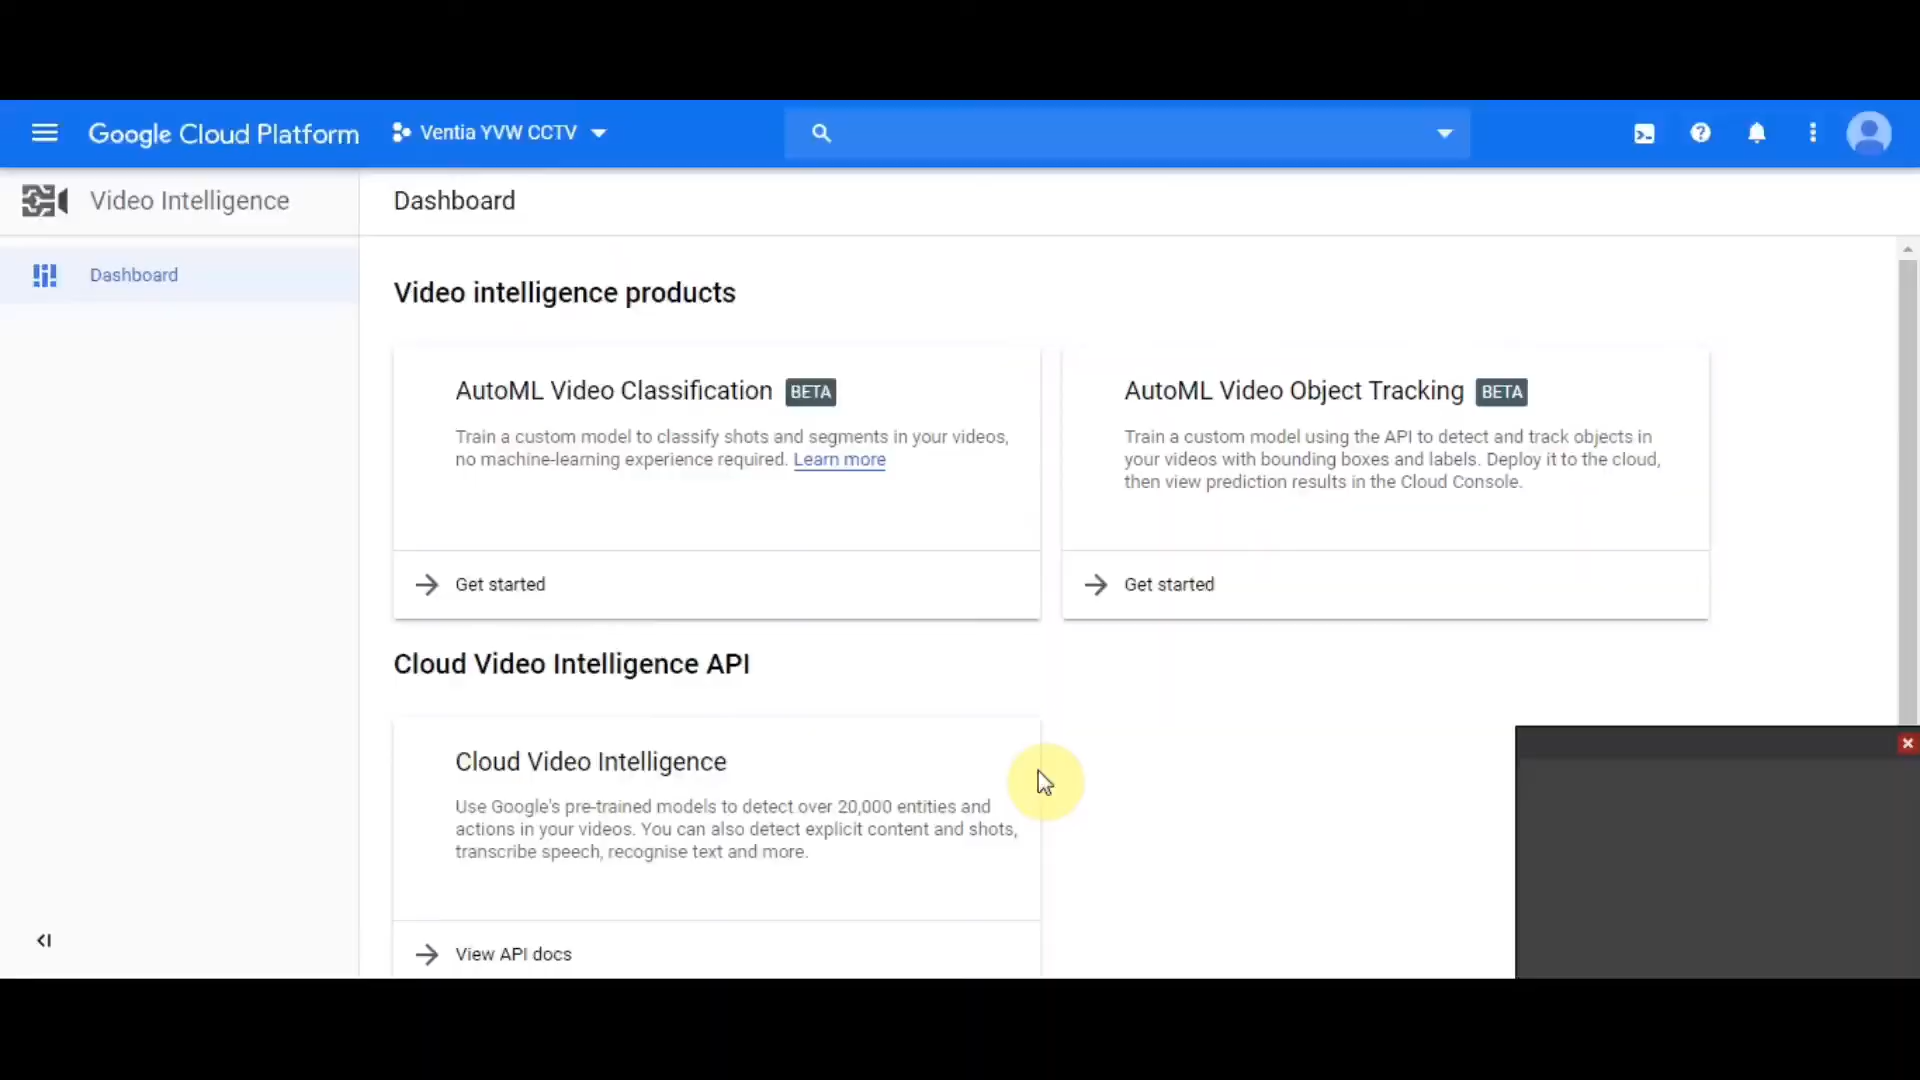 Google Cloud Platform Ventia YVW CCTV
Video Intelligence
Dashboard
Dashboard
Video intelligence products
AutoML Video Classification BETA
Train a custom model to classify shots and segments in your videos,
no machine-learning experience required. Learn more
Get started
AutoML Video Object Tracking BETA
Train a custom model using the API to detect and track objects in
your videos with bounding boxes and labels. Deploy it to the cloud,
then view prediction results in the Cloud Console.
Get started
Cloud Video Intelligence API
Cloud Video Intelligence
Use Google's pre-trained models to detect over 20,000 entities and
actions in your videos. You can also detect explicit content and shots,
transcribe speech, recognise text and more.
View API docs